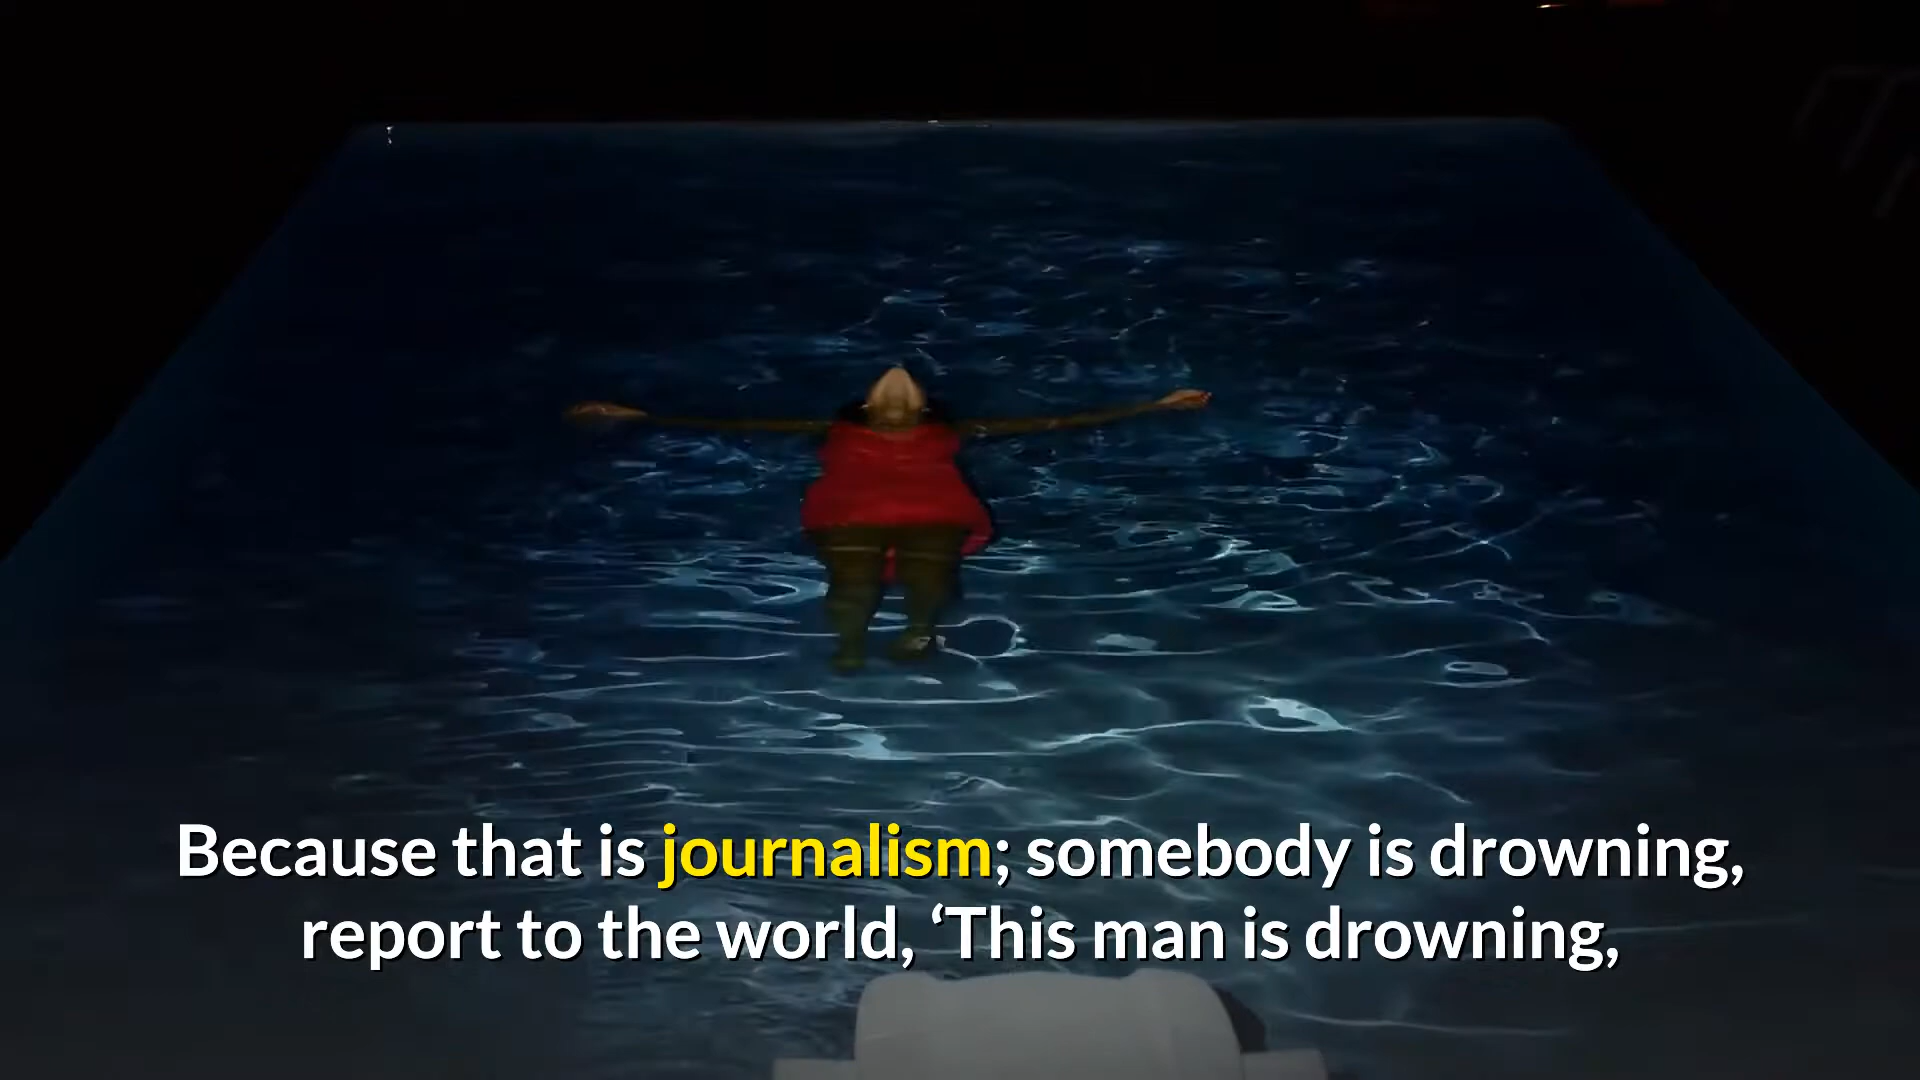 Because that is journalism; somebody is drowning,
report to the world, ‘This man is drowning,